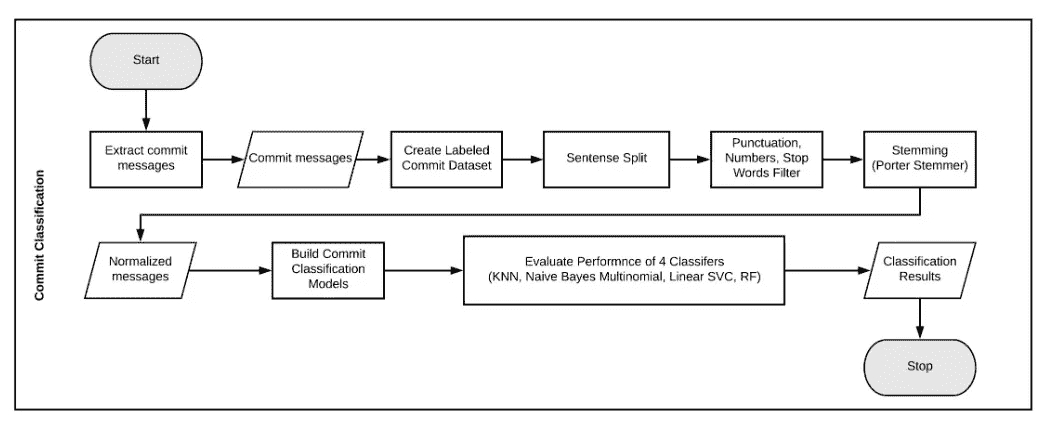 Start
Extract commit
messages
Commit messages
Create Labeled
Commit Dataset
Sentense Split
Punctuation,
Numbers, Stop
Words Filter
Stemming
(Porter Stemmer)
Commit Classification
Normalized
messages
Build Commit
Classification
Models
Evaluate Performnce of 4 Classifers
(KNN, Naive Bayes Multinomial, Linear SVC, RF)
Classification
Results
Stop